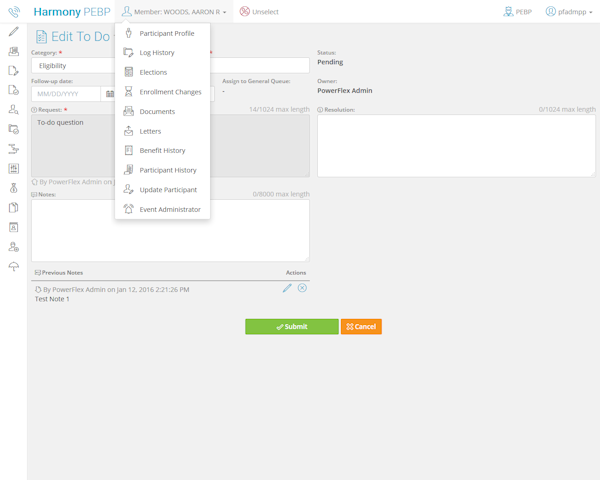 Harmony PEBP
Member: WOODS, AARON R
Unselect
PEBP
pfadmpp
Edit To Do
Participant Profile
Log History
Elections
Enrollment Changes
Documents
Letters
Benefit History
Participant History
Update Participant
Event Administrator
Category: *
*
Status:
Eligibility
Pending
Follow-up date:
Assign to General Queue:
Owner:
MM/DD/YYYY
-
PowerFlex Admin
Request: *
14/1024 max length
Resolution:
0/1024 max length
To-do question
By PowerFlex Admin on
Notes:
0/8000 max length
Previous Notes
Actions
By PowerFlex Admin on Jan 12, 2016 2:21:26 PM
Test Note 1
Submit
Cancel